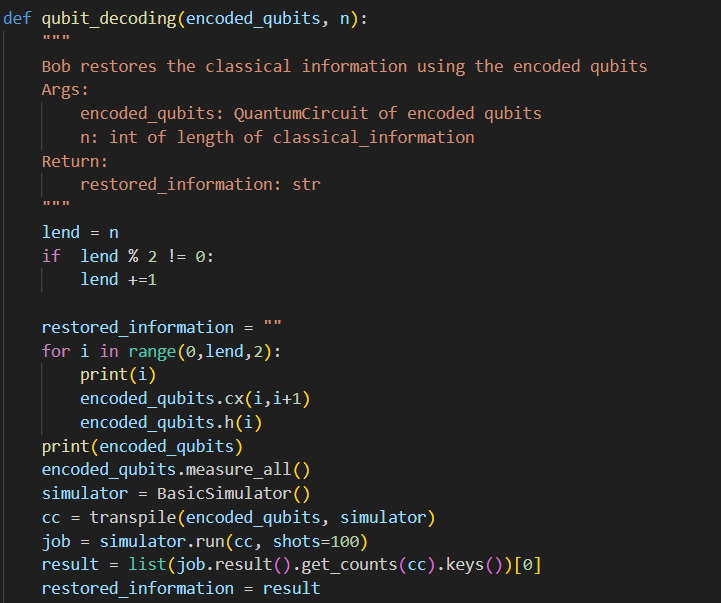 def qubit_decoding(encoded_qubits, n):
    """
    Bob restores the classical information using the encoded qubits
    Args:
        encoded_qubits: QuantumCircuit of encoded qubits
        n: int of length of classical_information
    Return:
        restored_information: str
    """
    lend = n
    if  lend % 2 != 0:
        lend +=1

    restored_information = ""
    for i in range(0,lend,2):
        print(i)
        encoded_qubits.cx(i,i+1)
        encoded_qubits.h(i)
    print(encoded_qubits)
    encoded_qubits.measure_all()
    simulator = BasicSimulator()
    cc = transpile(encoded_qubits, simulator)
    job = simulator.run(cc, shots=100)
    result = list(job.result().get_counts(cc).keys())[0]
    restored_information = result